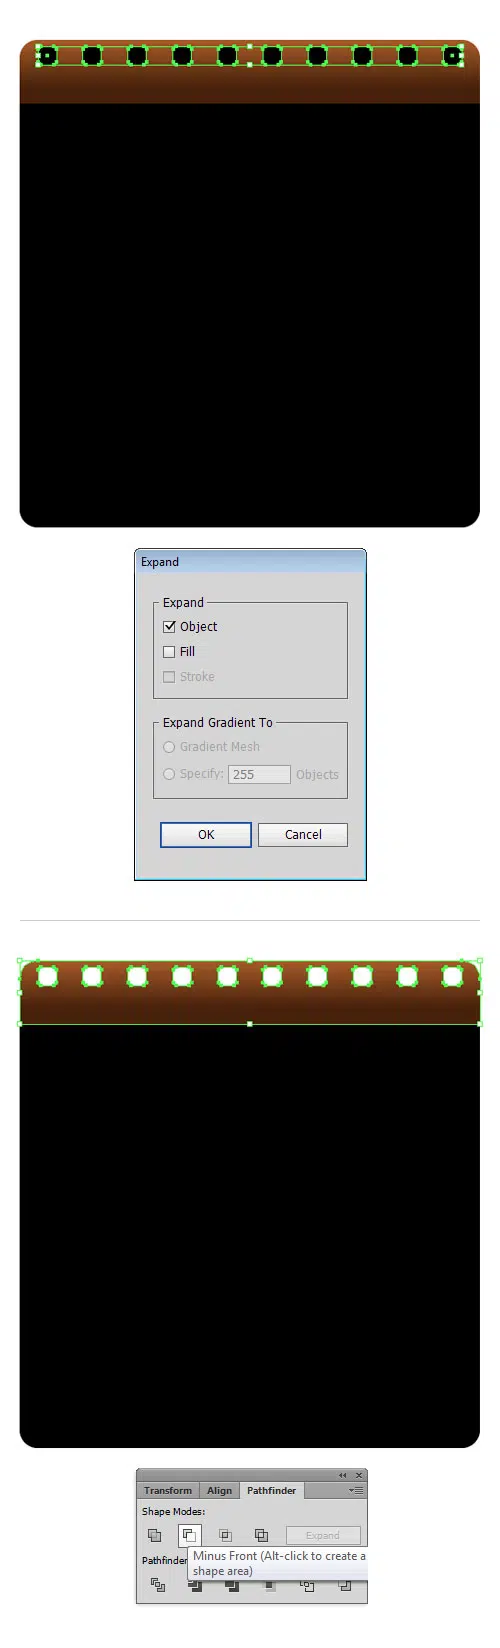 Expand
Expand
Object
Fill
Stroke
Expand Gradient To
Gradient Mesh
Specify: 255 Objects
OK Cancel
Transform Align Pathfinder
Shape Modes:
Expand
Pathfinder
Minus Front (Alt-click to create a
shape area)